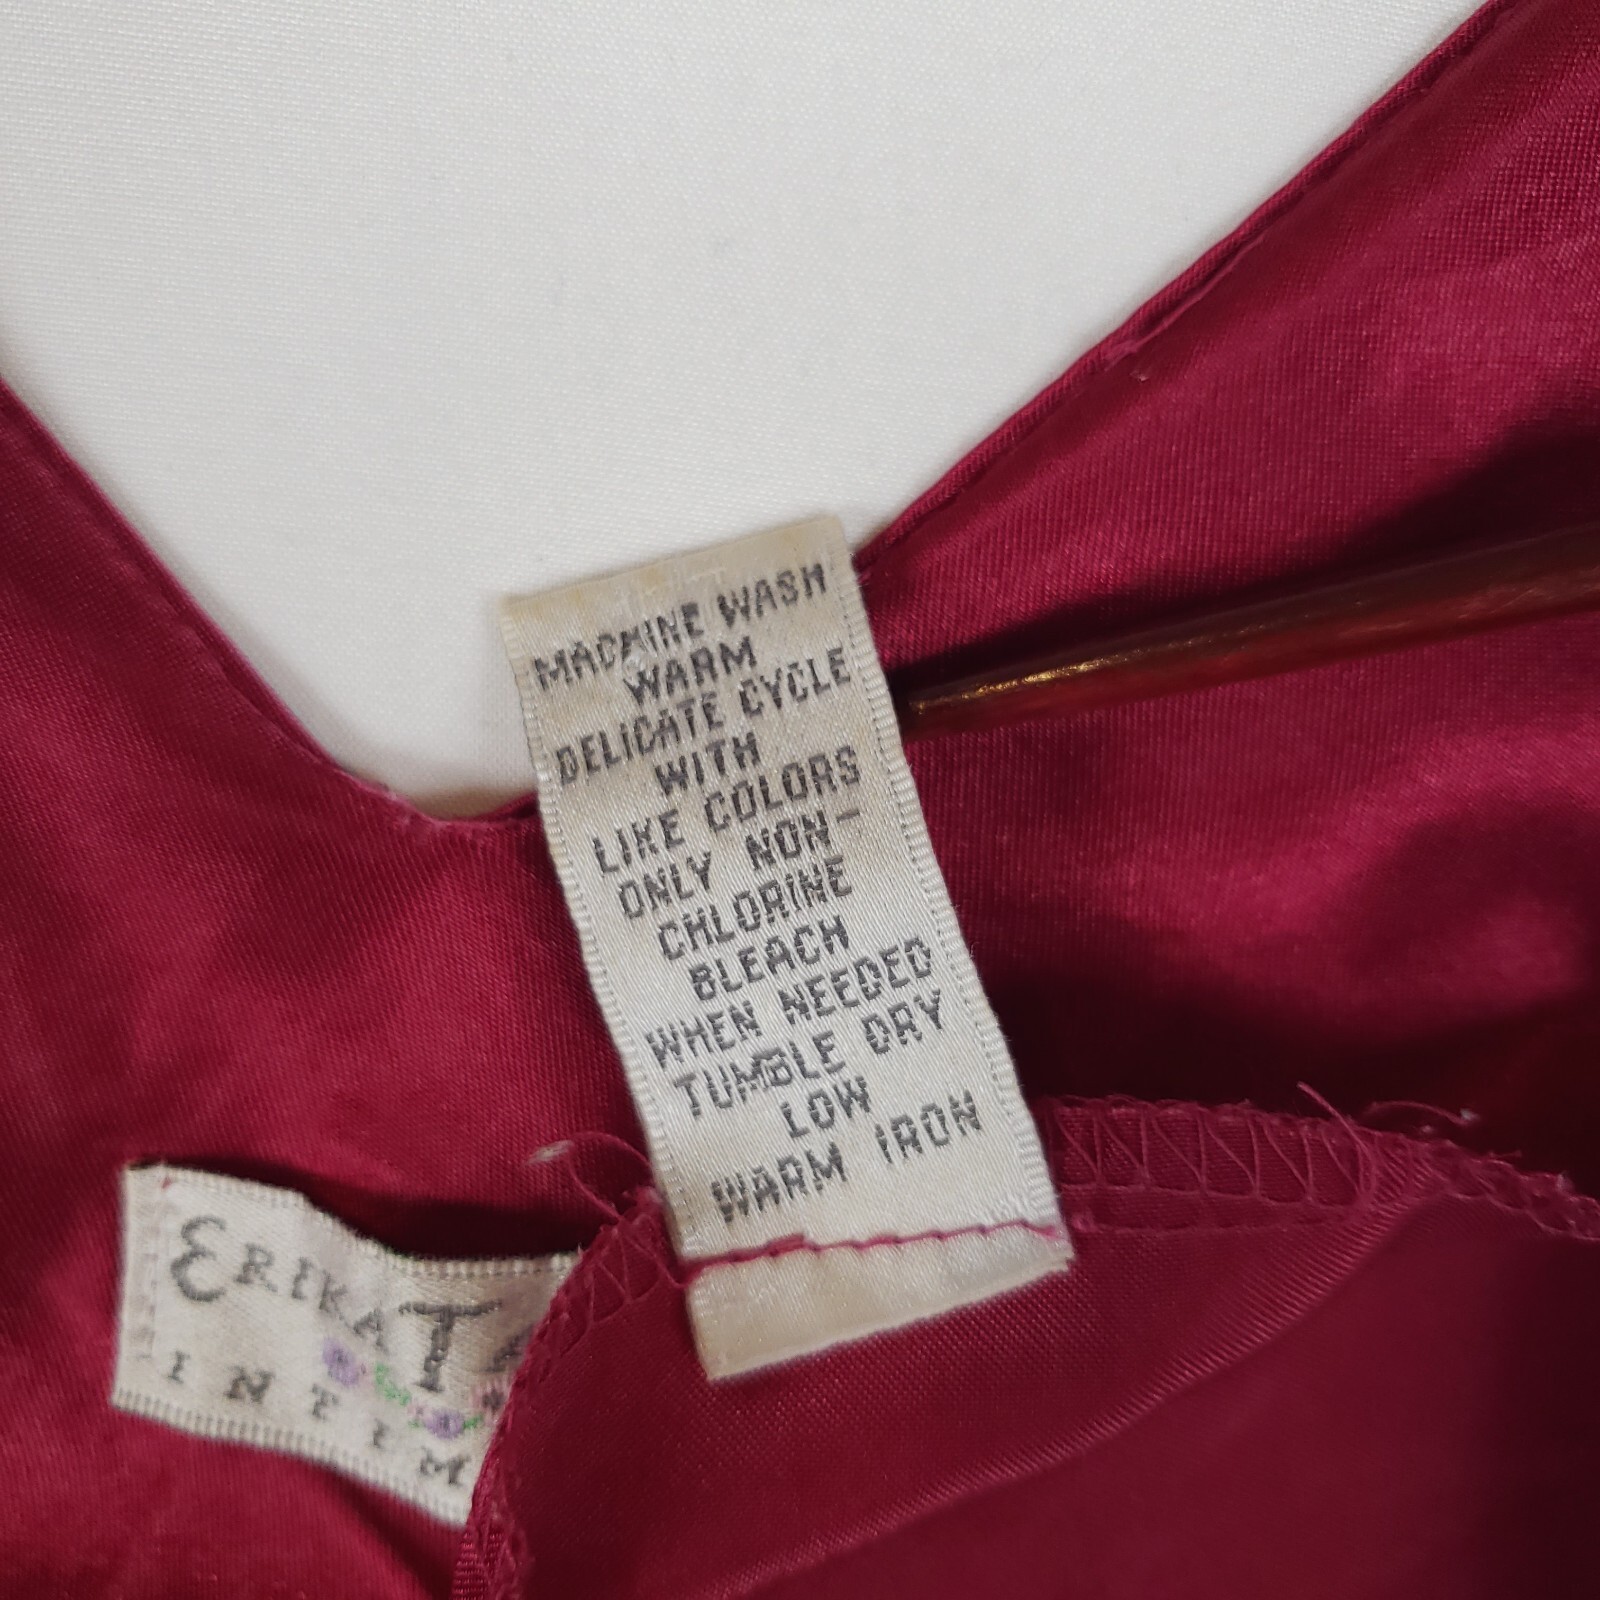 MACHINE WASH
WARM
DELICATE CYCLE
WITH
LIKE COLORS
ONLY NON-
CHLORINE
BLEACH
WHEN NEEDED
TUMBLE DRY
LOW
WARM IRON
ERIKA T
INTIM